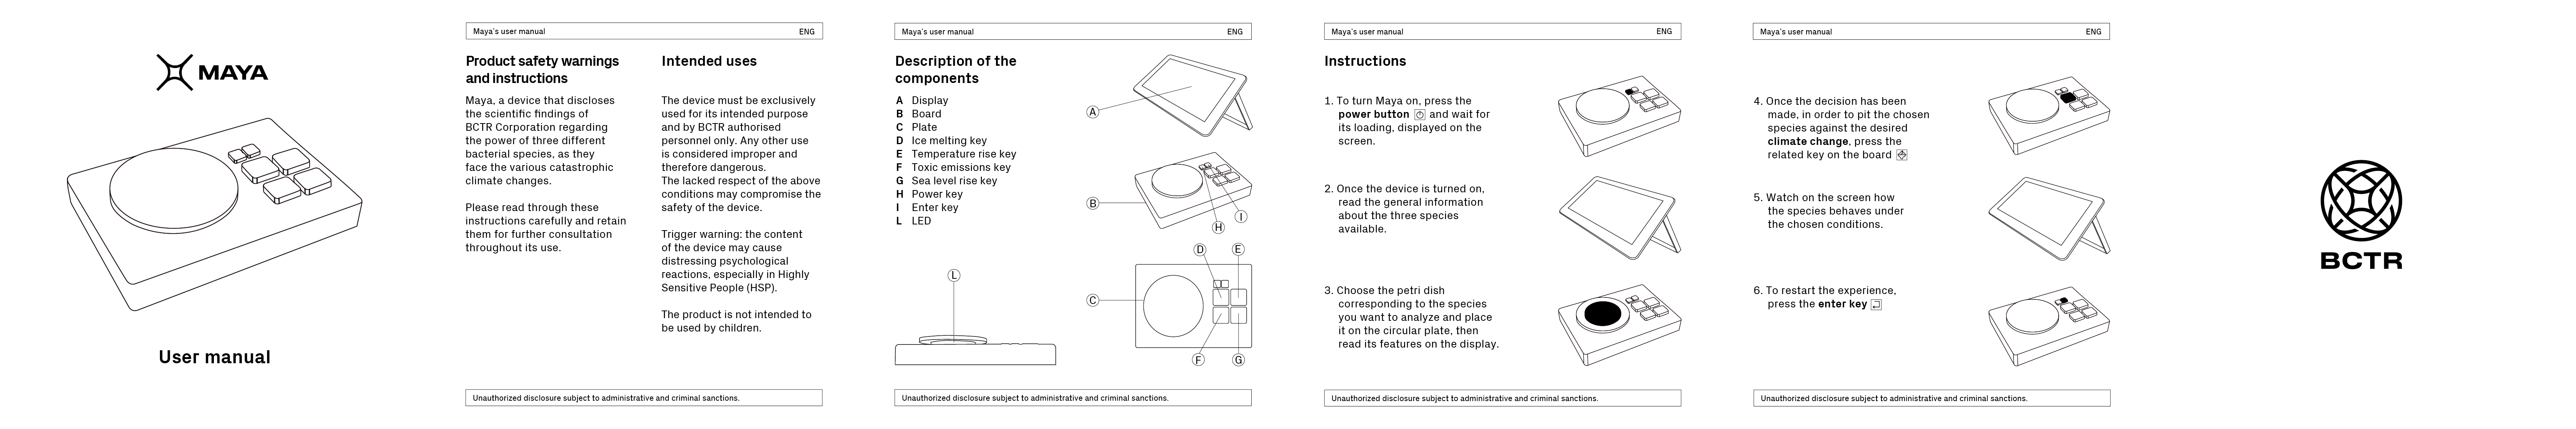 MAYA
User manual
Maya's user manual
ENG
Product safety warnings
and instructions
Maya, a device that discloses
the scientific findings of
BCTR Corporation regarding
the power of three different
bacterial species, as they
face the various catastrophic
climate changes.
Please read through these
instructions carefully and retain
them for further consultation
throughout its use.
Intended uses
The device must be exclusively
used for its intended purpose
and by BCTR authorised
personnel only. Any other use
is considered improper and
therefore dangerous.
The lacked respect of the above
conditions may compromise the
safety of the device.
Trigger warning: the content
of the device may cause
distressing psychological
reactions, especially in Highly
Sensitive People (HSP).
The product is not intended to
be used by children.
Unauthorized disclosure subject to administrative and criminal sanctions.
Maya's user manual
ENG
Description of the
components
A Display
B Board
C Plate
D Ice melting key
E Temperature rise key
F Toxic emissions key
G Sea level rise key
H Power key
I Enter key
L LED
A
B
I
H
D
E
L
C
F
G
Unauthorized disclosure subject to administrative and criminal sanctions.
Maya's user manual
ENG
Instructions
1. To turn Maya on, press the
power button and wait for
its loading, displayed on the
screen.
2. Once the device is turned on,
read the general information
about the three species
available.
3. Choose the petri dish
corresponding to the species
you want to analyze and place
it on the circular plate, then
read its features on the display.
Unauthorized disclosure subject to administrative and criminal sanctions.
Maya's user manual
ENG
4. Once the decision has been
made, in order to pit the chosen
species against the desired
climate change, press the
related key on the board
5. Watch on the screen how
the species behaves under
the chosen conditions.
6. To restart the experience,
press the enter key
Unauthorized disclosure subject to administrative and criminal sanctions.
BCTR